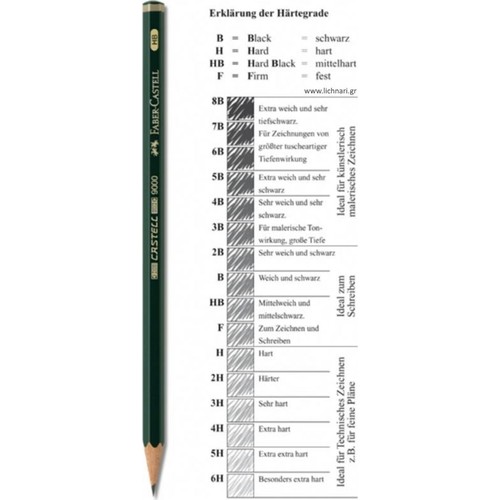 HB
FABER-CASTELL
CASTELL 9000
Erklärung der Härtegrade
B = Black = schwarz
H = Hard = hart
HB = Hard Black = mittelhart
F = Firm = fest
www.lichnari.gr
8B
Extra weich und sehr
tiefschwarz.
7B
Für Zeichnungen von
größter tuscheartiger
6B
Tiefenwirkung
5B
Extra weich und sehr
schwarz
4B
Sehr weich und sehr
schwarz.
3B
Für malerische Ton-
wirkung, große Tiefe
Ideal für künstlerisch
malerisches Zeichnen
2B
Sehr weich und schwarz
B
Weich und schwarz
HB
Mittelweich und
mittelschwarz.
F
Zum Zeichnen und
Schreiben
Ideal zum
Schreiben
H
Hart
2H
Härter
3H
Sehr hart
4H
Extra hart
5H
Extra extra hart
6H
Besonders extra hart
Ideal für Technisches Zeichnen
z.B. für feine Pläne